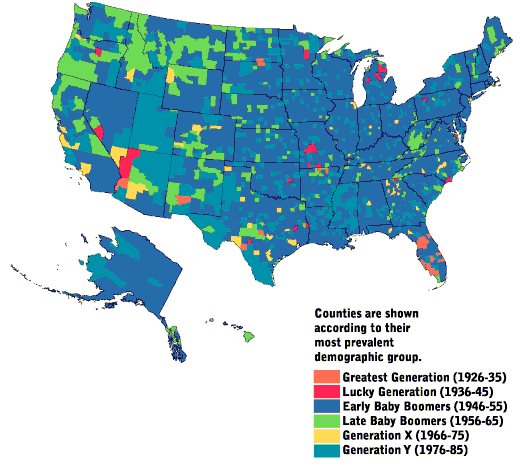 Counties are shown
according to their
most prevalent
demographic group.
Greatest Generation (1926-35)
Lucky Generation (1936-45)
Early Baby Boomers (1946-55)
Late Baby Boomers (1956-65)
Generation X (1966-75)
Generation Y (1976-85)